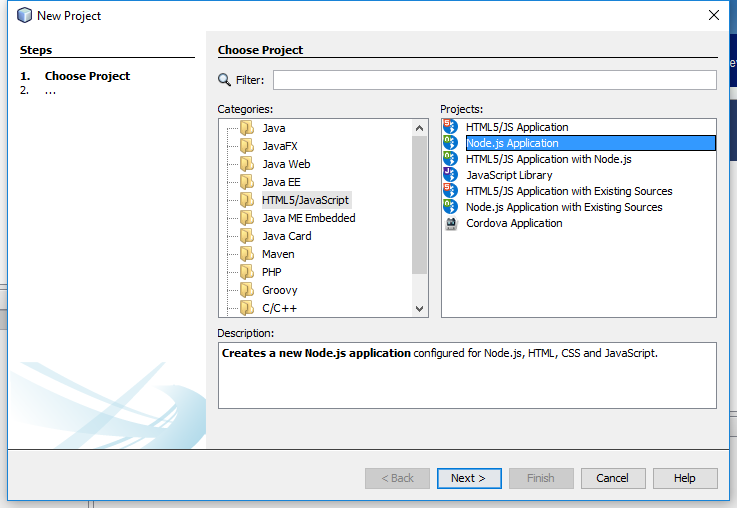 New Project
Steps
1. Choose Project
2. ...
Choose Project
Filter:
Categories:
Java
JavaFX
Java Web
Java EE
HTML5/JavaScript
Java ME Embedded
Java Card
Maven
PHP
Groovy
C/C++
Projects:
HTML5/JS Application
Node.js Application
HTML5/JS Application with Node.js
JavaScript Library
HTML5/JS Application with Existing Sources
Node.js Application with Existing Sources
Cordova Application
Description:
Creates a new Node.js application configured for Node.js, HTML, CSS and JavaScript.
< Back
Next >
Finish
Cancel
Help